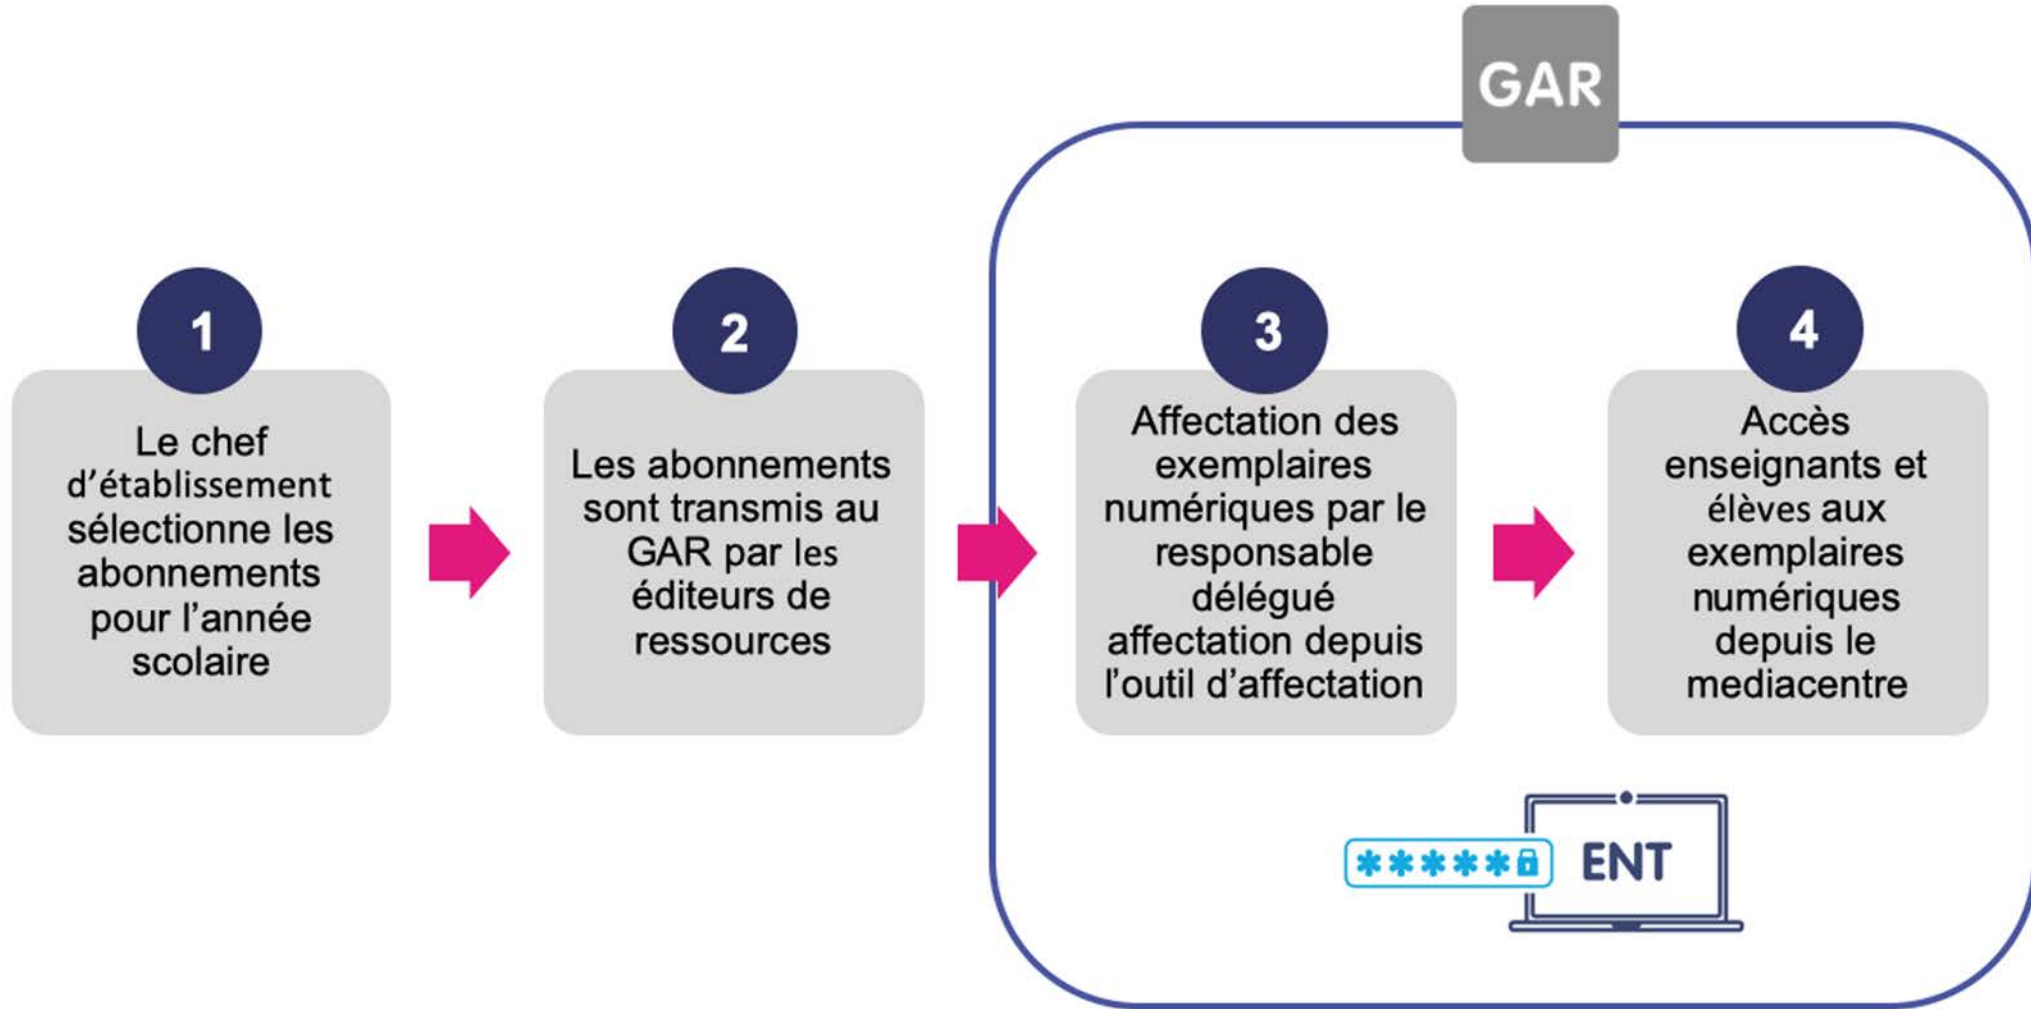 GAR
1
Le chef
d'établissement
sélectionne les
abonnements
pour l'année
scolaire
2
Les abonnements
sont transmis au
GAR par les
éditeurs de
ressources
3
Affectation des
exemplaires
numériques par le
responsable
délégué
affectation depuis
l'outil d'affectation
4
Accès
enseignants et
élèves aux
exemplaires
numériques
depuis le
mediacentre
*****
ENT